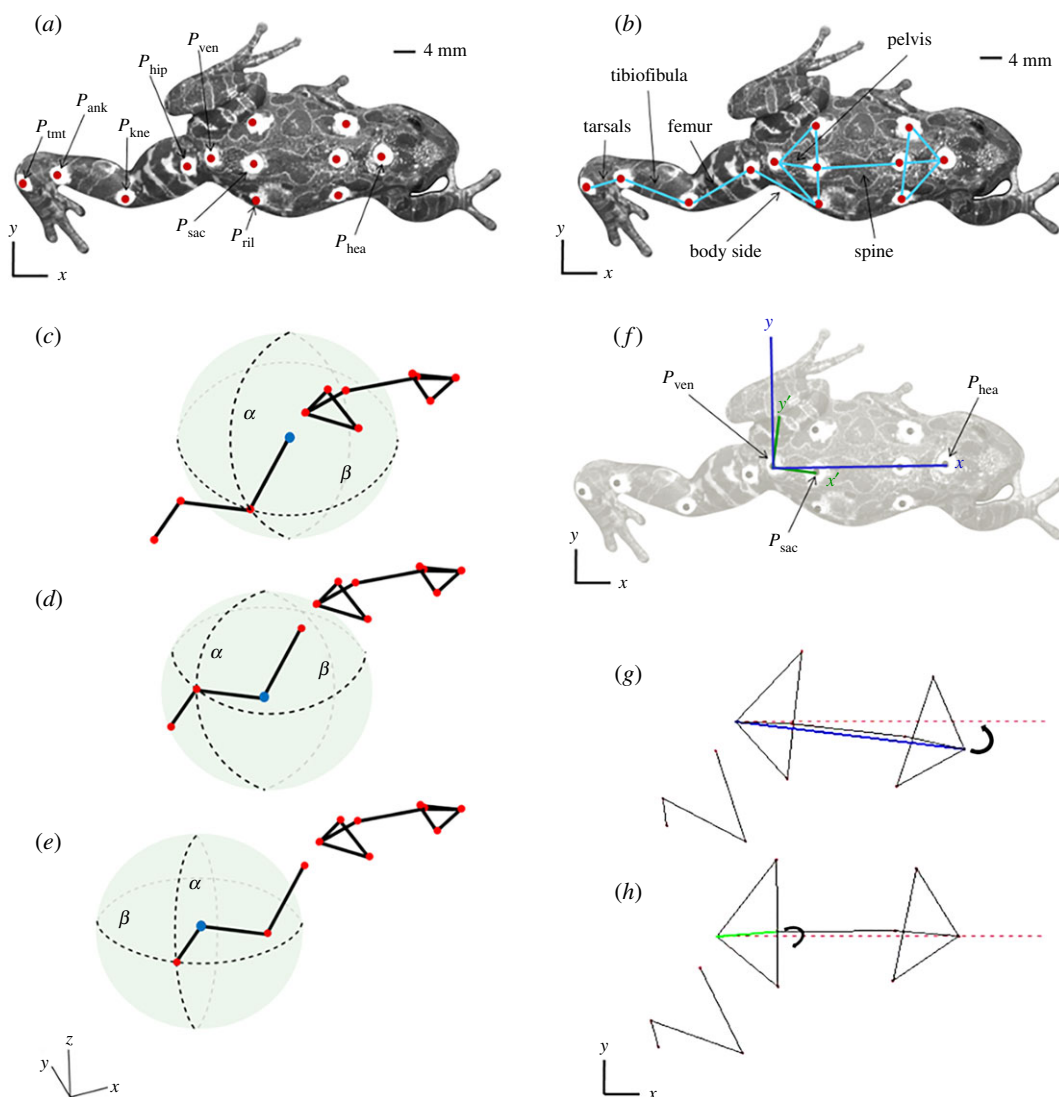 (a)
P_ven
4 mm
P_hip
P_ank
P_tmt
P_kne
P_sac
P_ril
P_hea
y
x
(b)
pelvis
4 mm
tibiofibula
tarsals
femur
body side
spine
y
x
(c)
α
β
(d)
α
β
(e)
α
β
z
y
x
(f)
y
P_ven
P_hea
y′
x
x′
P_sac
y
x
(g)
(h)
y
x